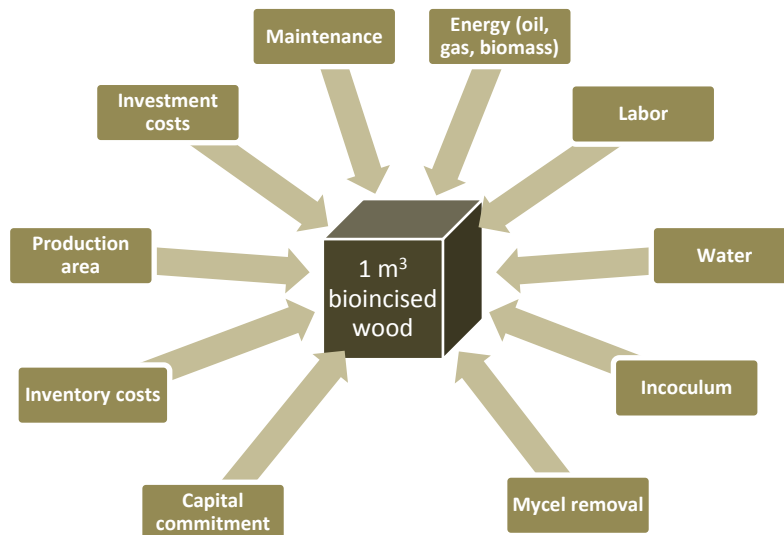 Maintenance
Energy (oil,
gas, biomass)
Investment
costs
Labor
Production
area
1 m³
bioincised
wood
Water
Inventory costs
Incoculum
Capital
commitment
Mycel removal